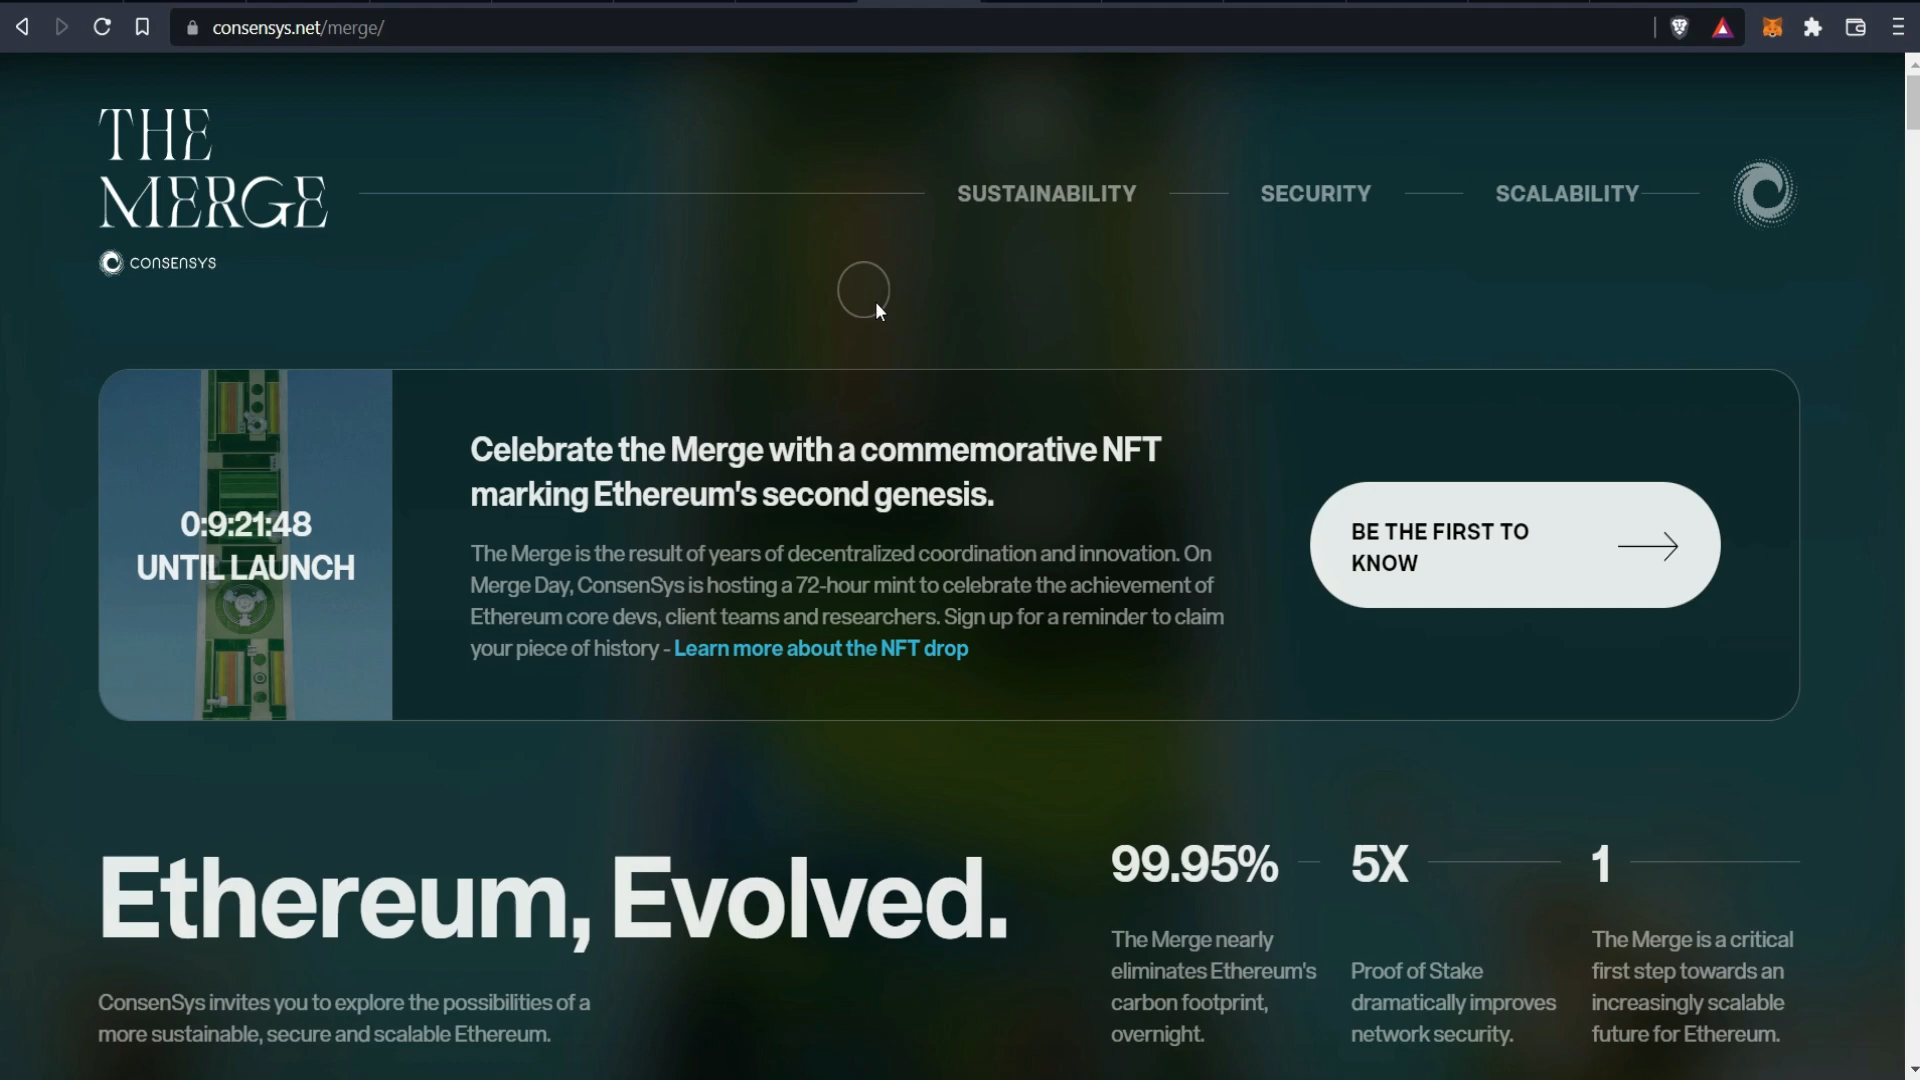 consensys.net/merge/
THE
MERGE
CONSENSYS
SUSTAINABILITY
SECURITY
SCALABILITY
0:9:21:48
UNTIL LAUNCH
Celebrate the Merge with a commemorative NFT
marking Ethereum's second genesis.
The Merge is the result of years of decentralized coordination and innovation. On
Merge Day, ConsenSys is hosting a 72-hour mint to celebrate the achievement of
Ethereum core devs, client teams and researchers. Sign up for a reminder to claim
your piece of history - Learn more about the NFT drop
BE THE FIRST TO
KNOW
Ethereum, Evolved.
ConsenSys invites you to explore the possibilities of a
more sustainable, secure and scalable Ethereum.
99.95%
The Merge nearly
eliminates Ethereum's
carbon footprint,
overnight.
5X
Proof of Stake
dramatically improves
network security.
1
The Merge is a critical
first step towards an
increasingly scalable
future for Ethereum.